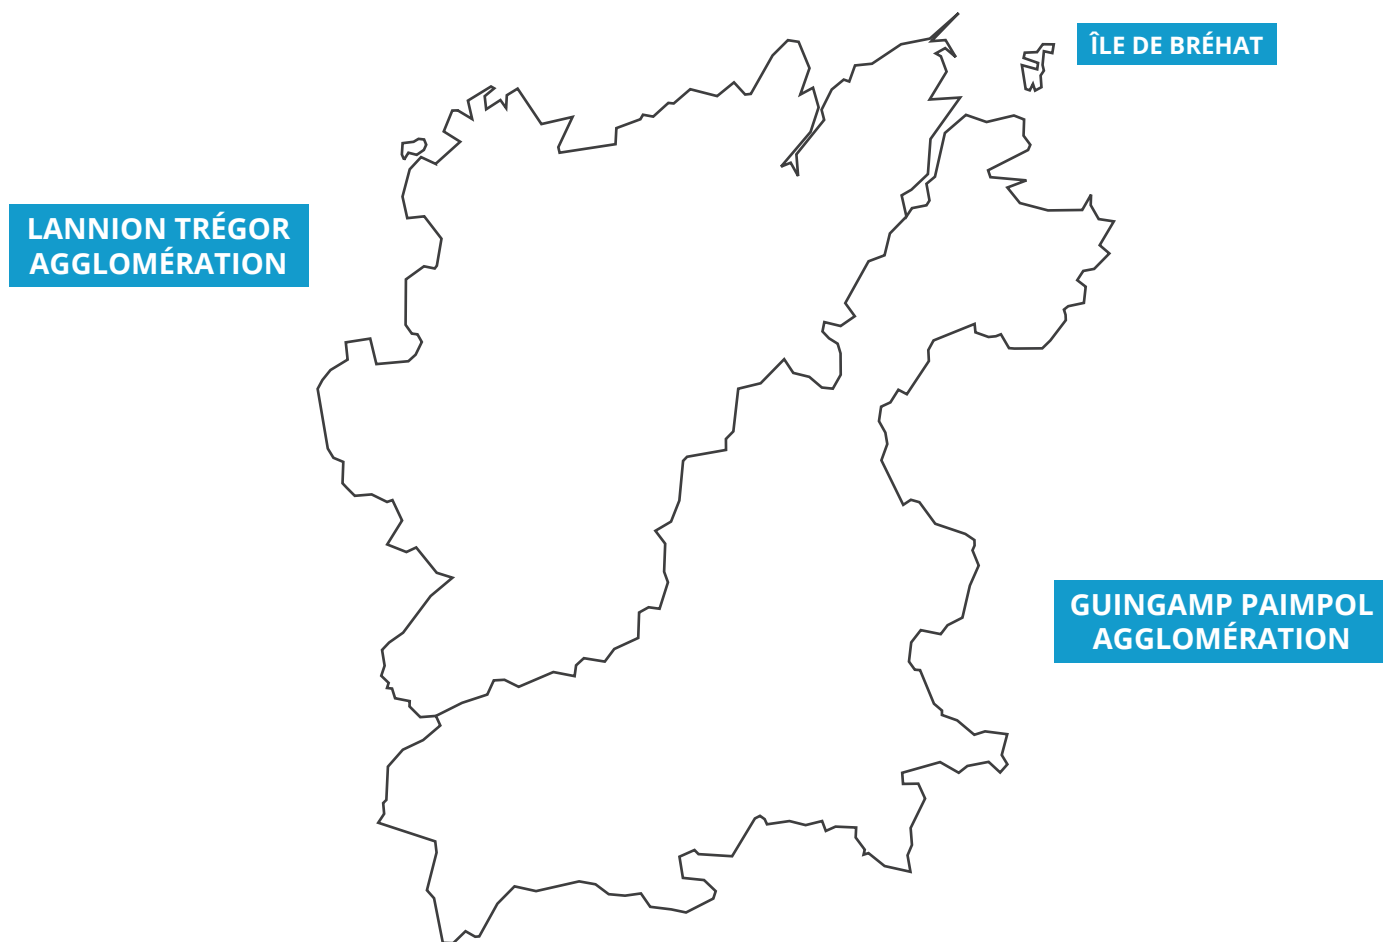 ÎLE DE BRÉHAT
LANNION TRÉGOR
AGGLOMÉRATION
GUINGAMP PAIMPOL
AGGLOMÉRATION